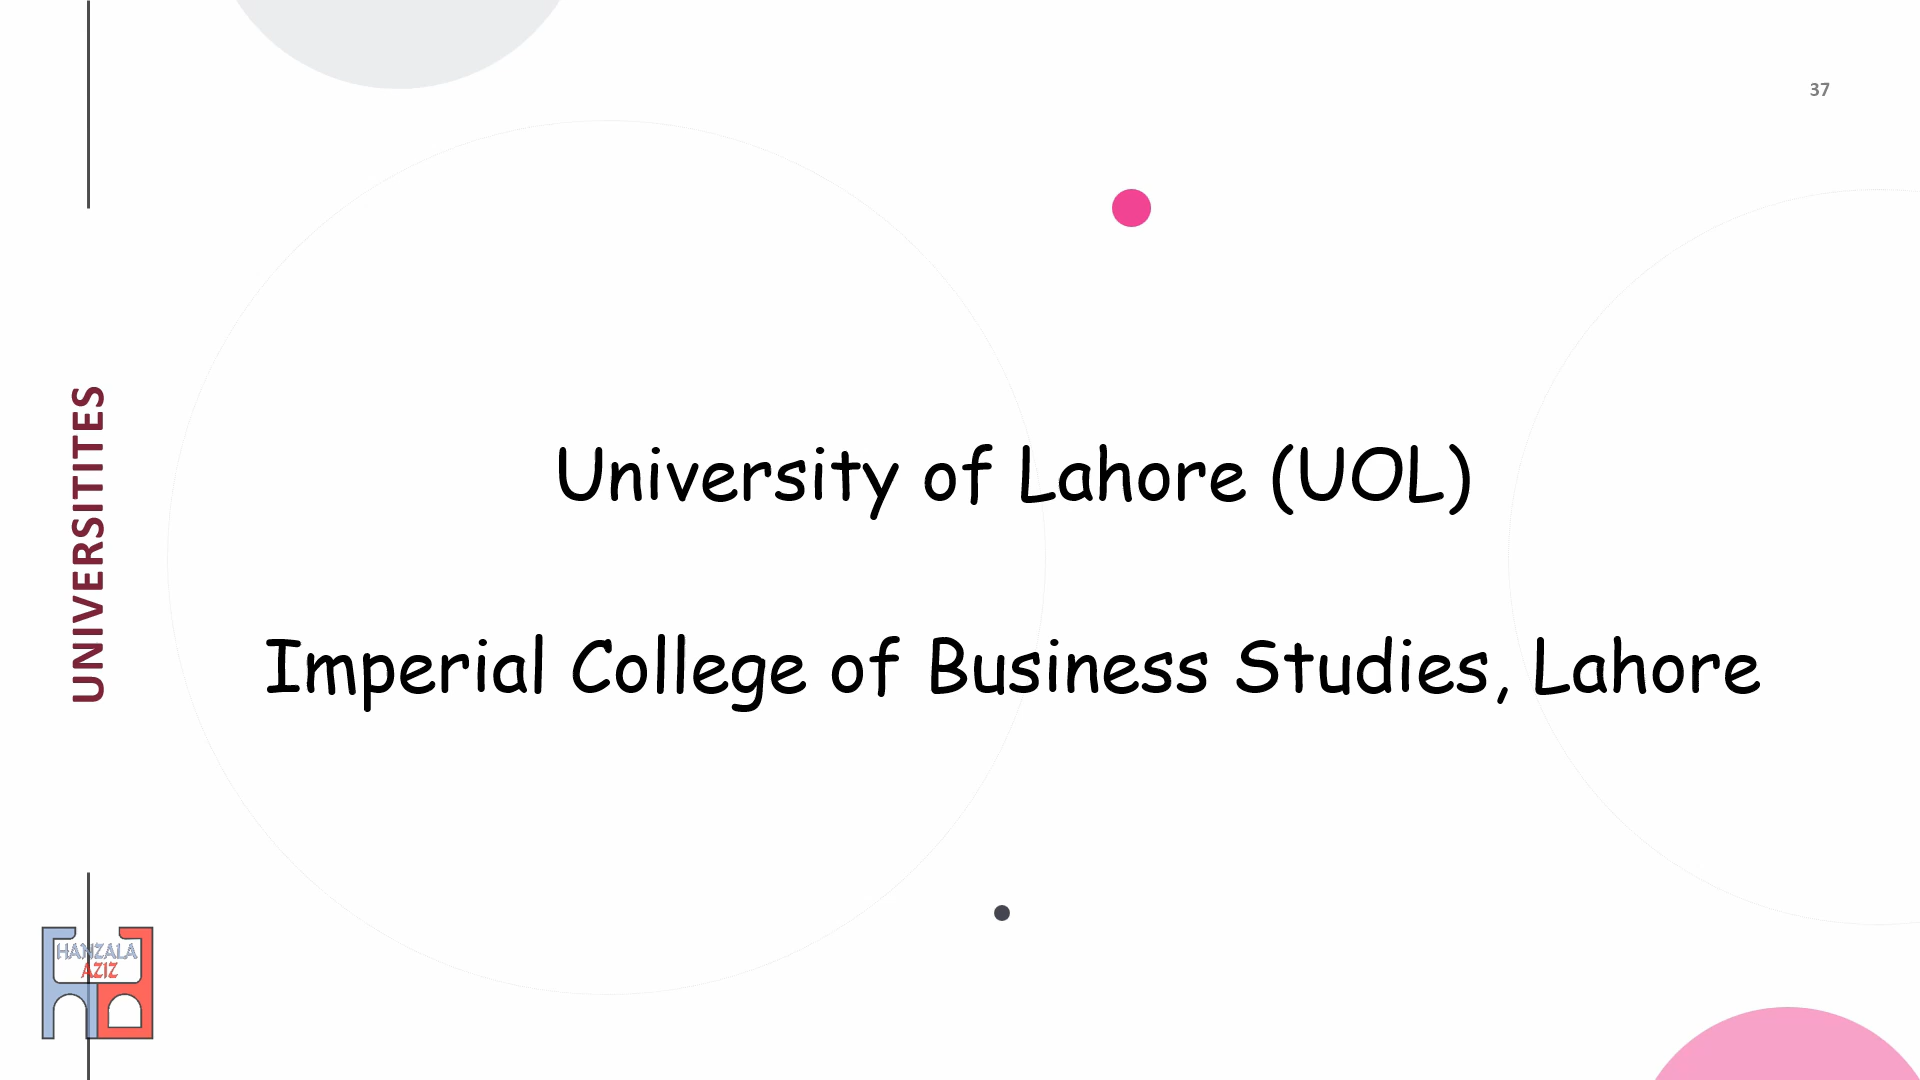 37
UNIVERSITITES
University of Lahore (UOL)
Imperial College of Business Studies, Lahore
HANZALA
AZIZ